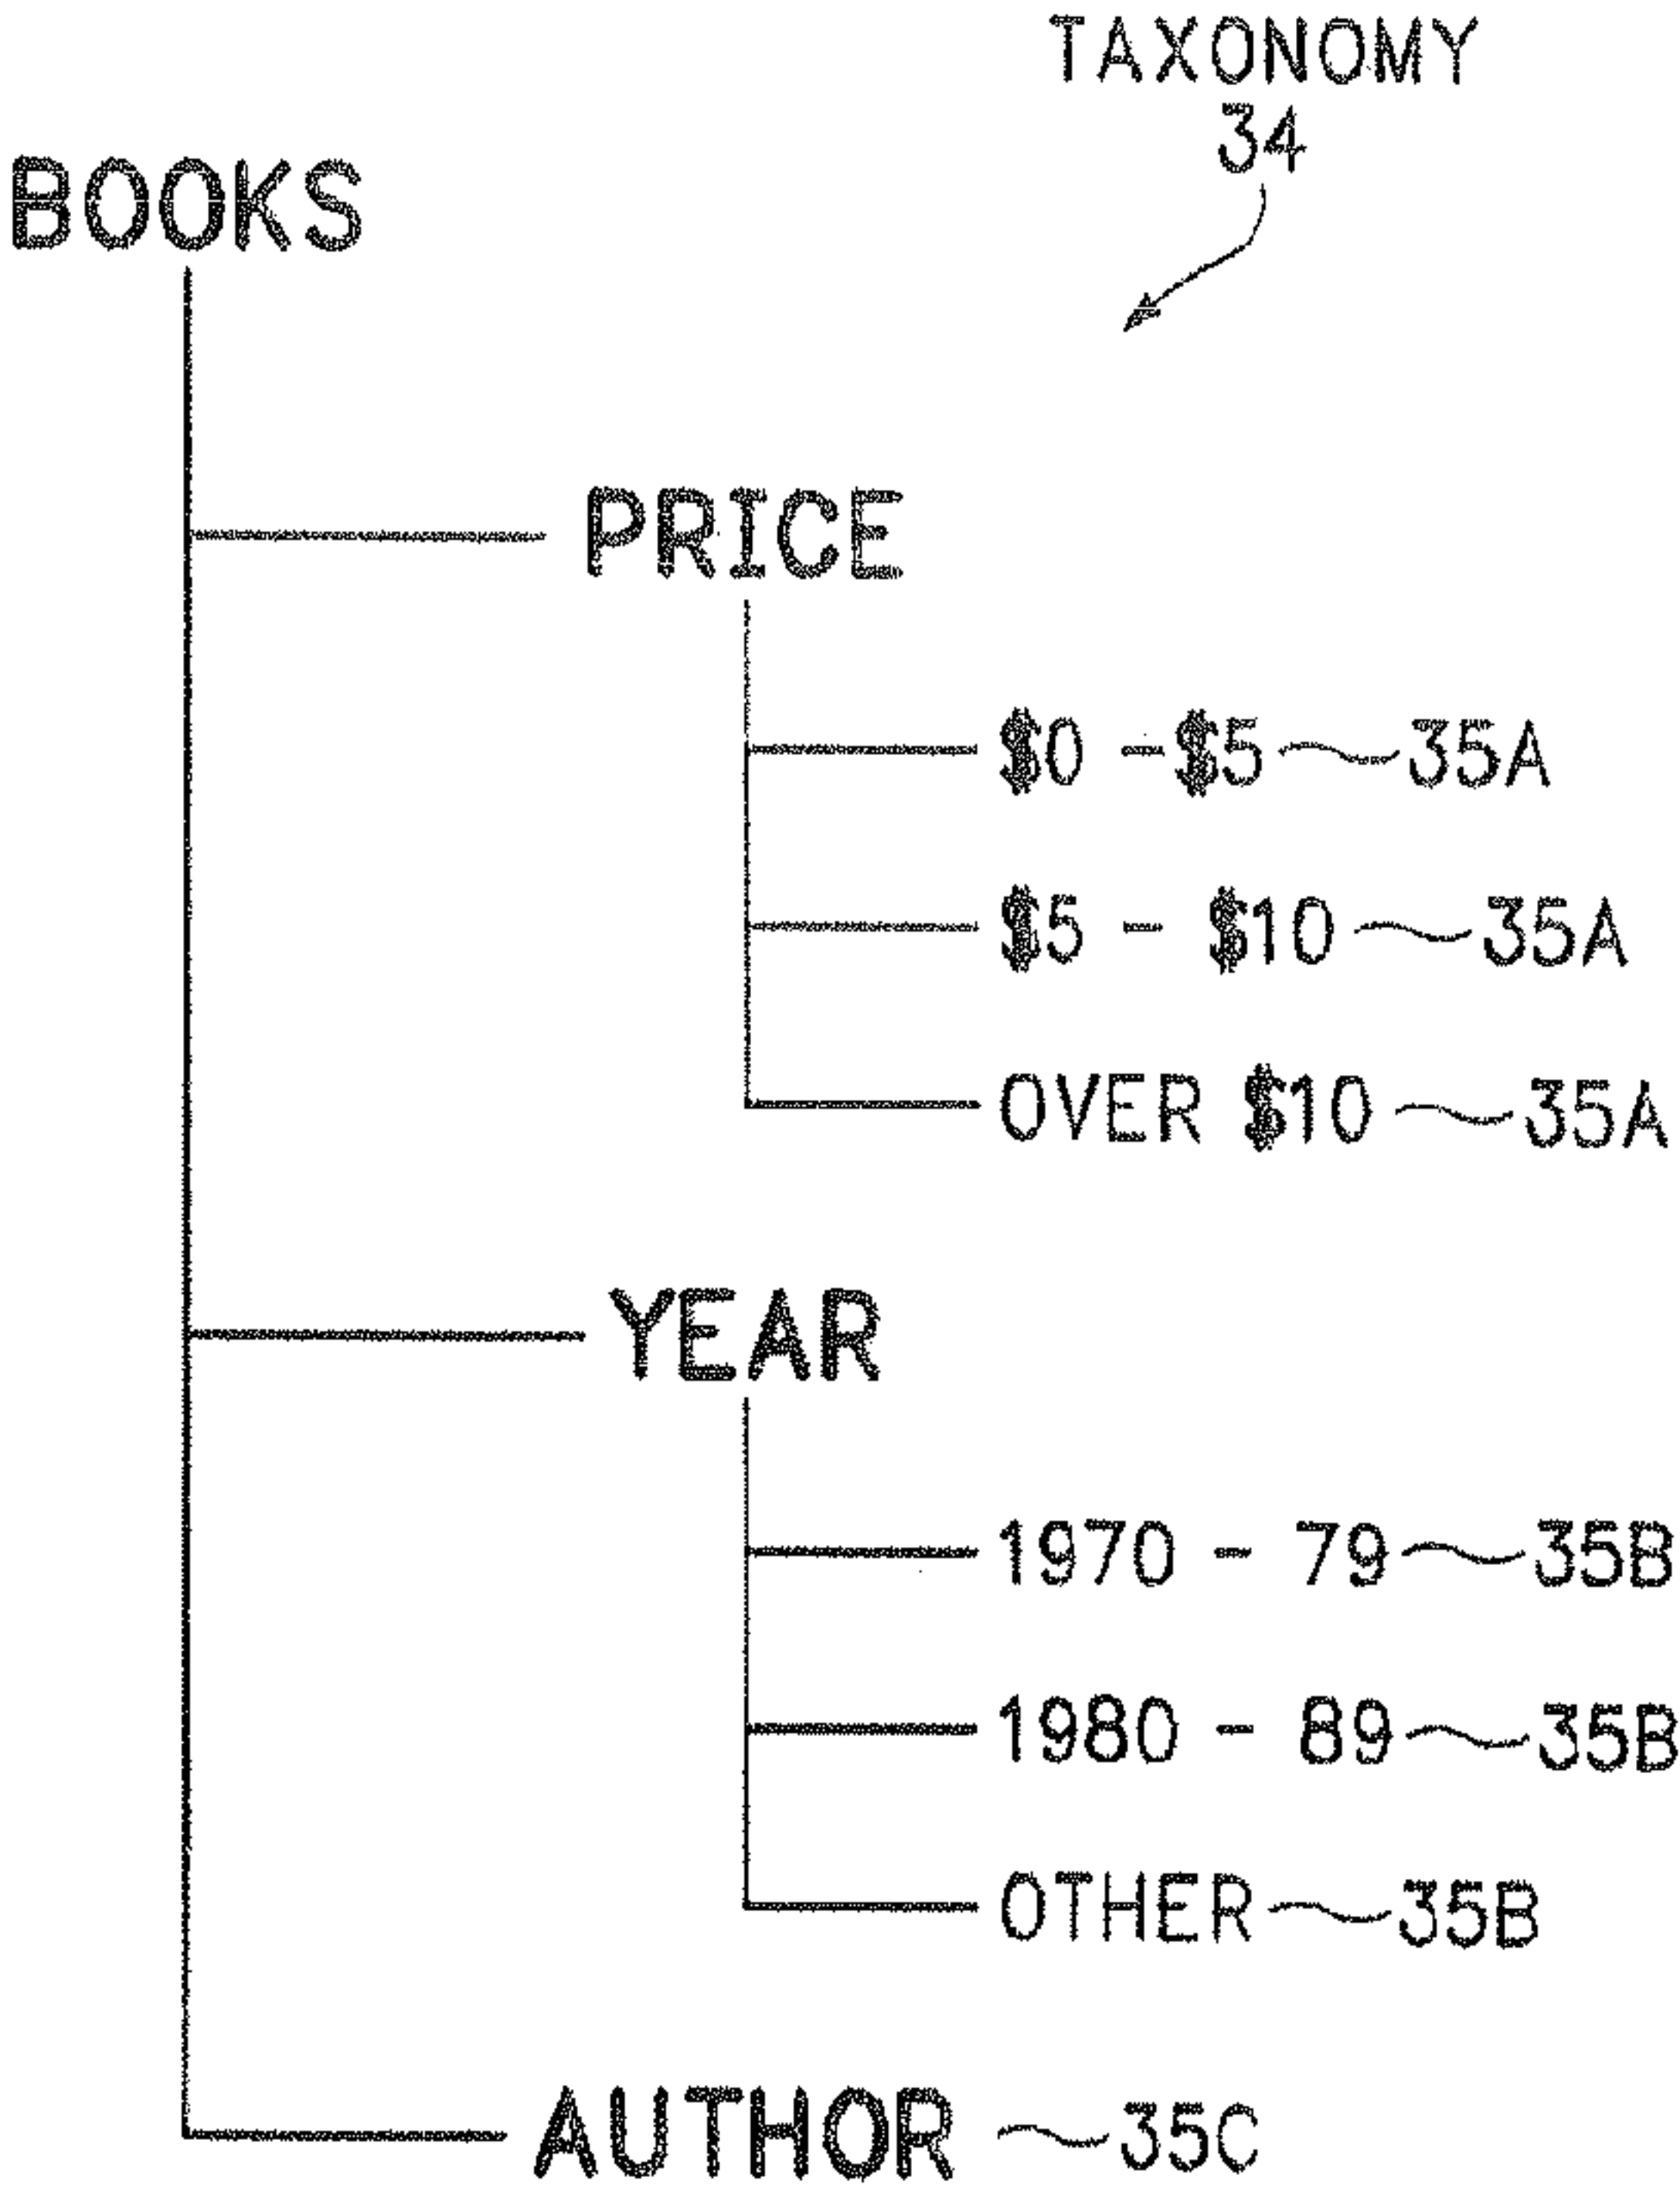 TAXONOMY
34
BOOKS
PRICE
$0 - $5 35A
$5 - $10 35A
OVER $10 35A
YEAR
1970 - 79 35B
1980 - 89 35B
OTHER 35B
AUTHOR 35C